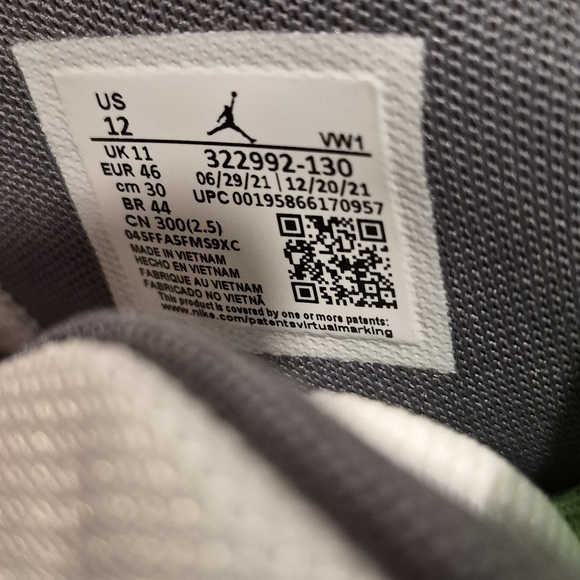 US
12
VW1
UK 11
322992-130
EUR 46
06/29/21 | 12/20/21
cm 30
UPC 00195866170957
BR 44
CN 300(2.5)
045FFA5FMS9XC
MADE IN VIETNAM
HECHO EN VIETNAM
FABRIQUE AU VIETNAM
FABRICADO NO VIETNÃ
This product is covered by one or more patents:
www.nike.com/patentsvirtualmarking